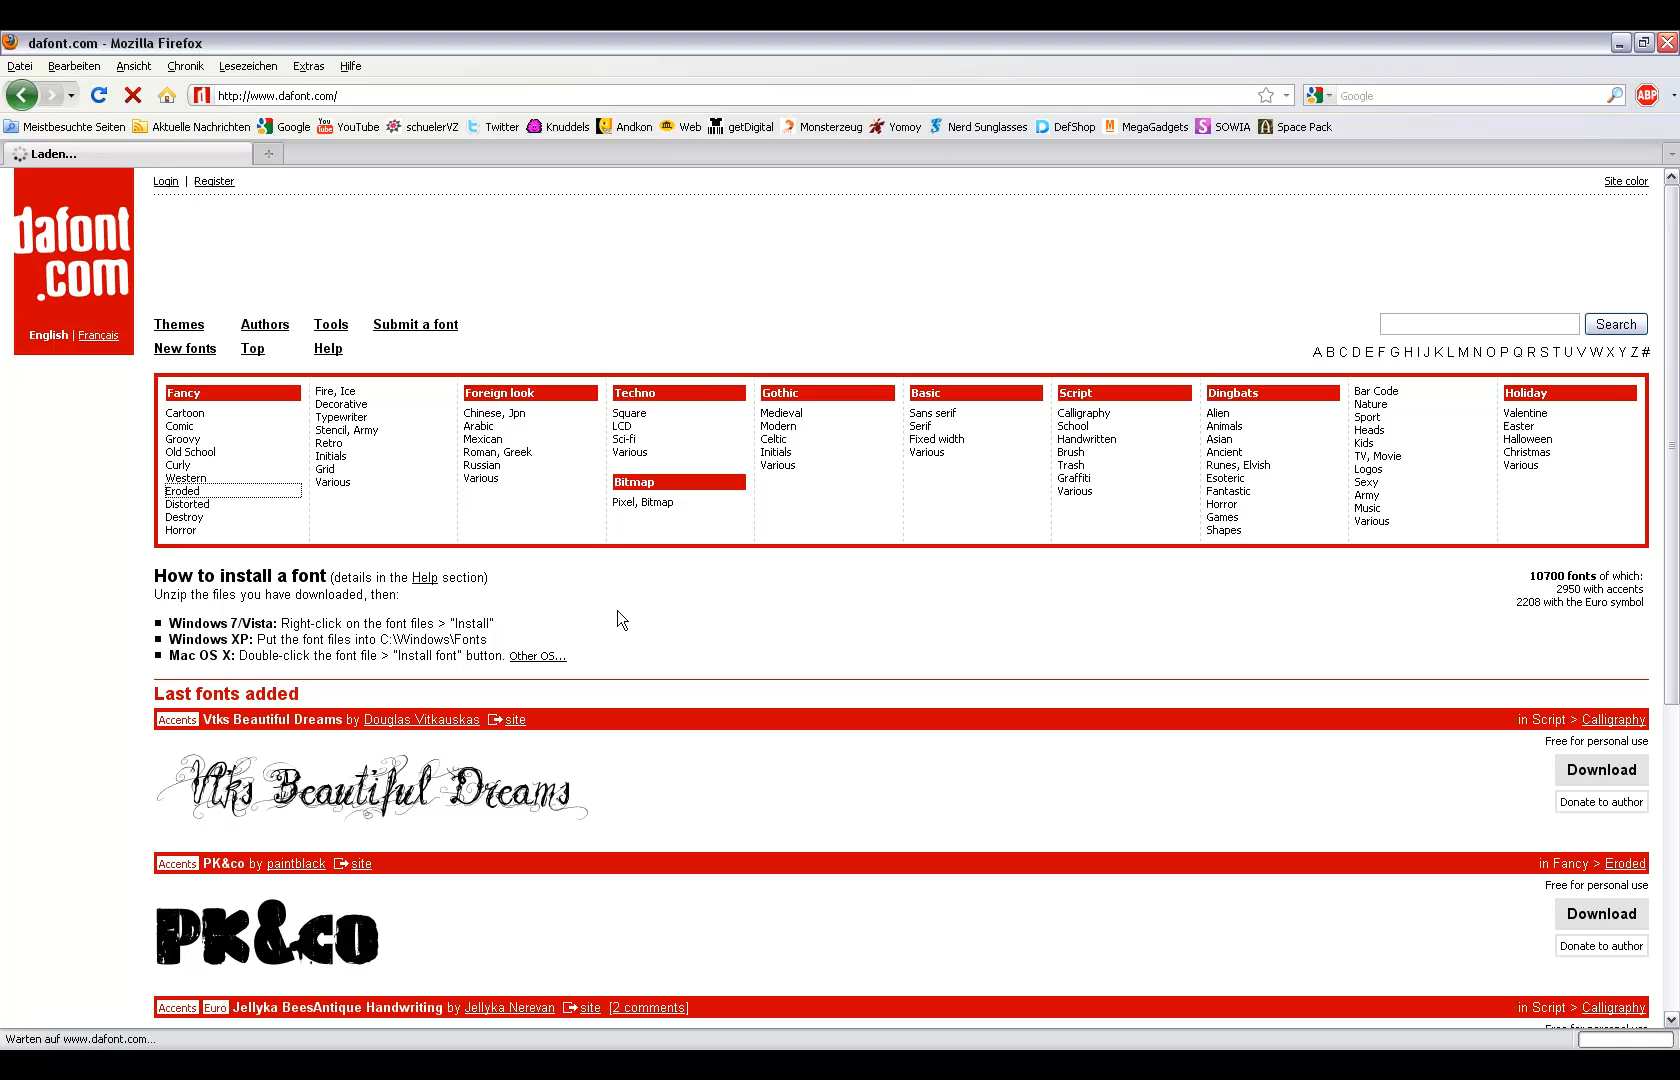 dafont.com - Mozilla Firefox
Datei Bearbeiten Ansicht Chronik Lesezeichen Extras Hilfe
http://www.dafont.com/
Google
ABP
Meistbesuchte Seiten Aktuelle Nachrichten Google YouTube schuelerVZ Twitter Knuddels Andkon Web getDigital Monsterzeug Yomoy Nerd Sunglasses DefShop MegaGadgets SOWIA Space Pack
Laden...
Login | Register
Site color
dafont
.com
English | Français
Themes Authors Tools Submit a font
New fonts Top Help
Search
A B C D E F G H I J K L M N O P Q R S T U V W X Y Z #
Fancy
Cartoon
Comic
Groovy
Old School
Curly
Western
Eroded
Distorted
Destroy
Horror
Fire, Ice
Decorative
Typewriter
Stencil, Army
Retro
Initials
Grid
Various
Foreign look
Chinese, Jpn
Arabic
Mexican
Roman, Greek
Russian
Various
Techno
Square
LCD
Sci-fi
Various
Bitmap
Pixel, Bitmap
Gothic
Medieval
Modern
Celtic
Initials
Various
Basic
Sans serif
Serif
Fixed width
Various
Script
Calligraphy
School
Handwritten
Brush
Trash
Graffiti
Various
Dingbats
Alien
Animals
Asian
Ancient
Runes, Elvish
Esoteric
Fantastic
Horror
Games
Shapes
Bar Code
Nature
Sport
Heads
Kids
TV, Movie
Logos
Sexy
Army
Music
Various
Holiday
Valentine
Easter
Halloween
Christmas
Various
How to install a font (details in the Help section)
Unzip the files you have downloaded, then:
Windows 7/Vista: Right-click on the font files > "Install"
Windows XP: Put the font files into C:\Windows\Fonts
Mac OS X: Double-click the font file > "Install font" button. Other OS...
10700 fonts of which:
2950 with accents
2208 with the Euro symbol
Last fonts added
Accents Vtks Beautiful Dreams by Douglas Vitkauskas site
in Script > Calligraphy
Free for personal use
Vtks Beautiful Dreams
Download
Donate to author
Accents PK&co by paintblack site
in Fancy > Eroded
Free for personal use
PK&co
Download
Donate to author
Accents Euro Jellyka BeesAntique Handwriting by Jellyka Nerevan site [2 comments]
in Script > Calligraphy
Warten auf www.dafont.com...